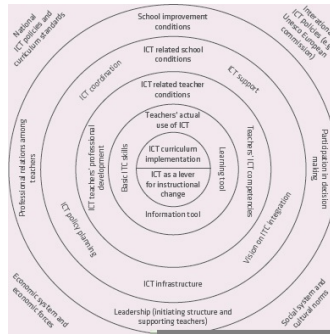 National
ICT policies and
curriculum standards
School improvement
conditions
International
ICT policies (e.g.
Unesco European
commission)
ICT related school
conditions
ICT coordination
ICT support
ICT related teacher
conditions
Teachers' actual
use of ICT
Professional relations among
teachers
ICT teachers' professional
development
Basic ITC skills
ICT curriculum
implementation
ICT as a lever
for instructional
change
Learning tool
Teachers' ICT competencies
Participation in decision
making
Information tool
ICT policy planning
Vision on ITC integration
ICT infrastructure
Economic system and
economic forces
Leadership (initiating structure and
supporting teachers)
Social system and
cultural norms